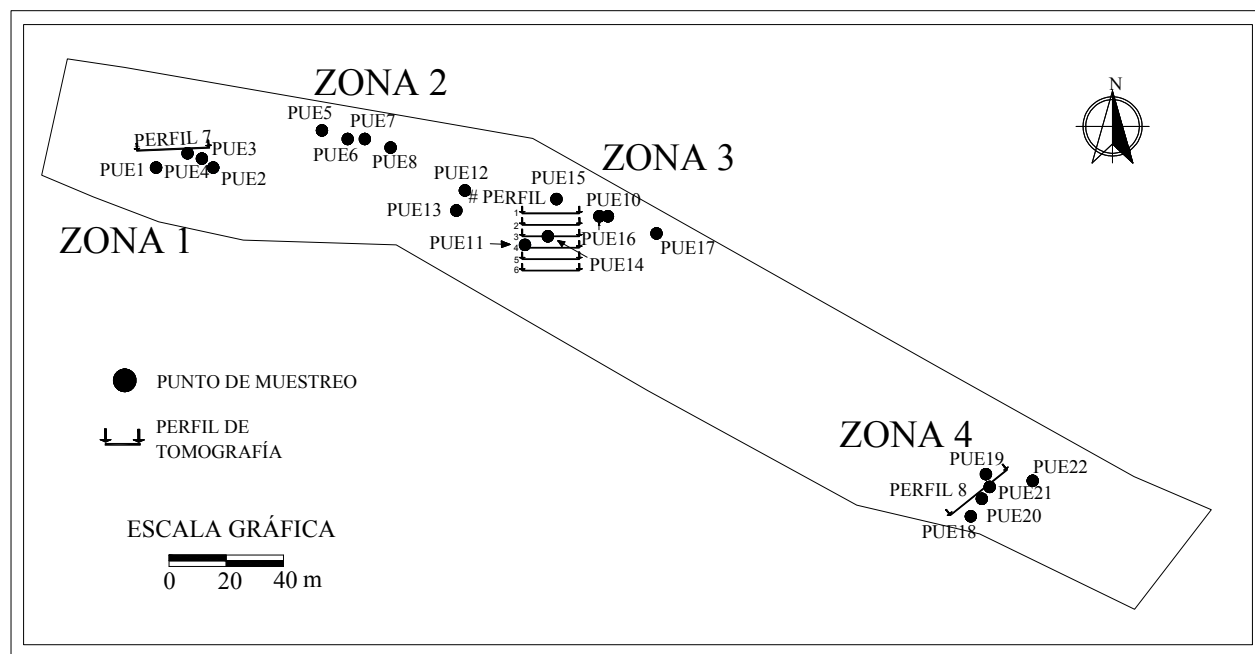 ZONA 2
N
PUE5
PUE7
PERFIL 7
PUE3
PUE6
PUE8
PUE1
PUE4
PUE2
ZONA 3
PUE12
# PERFIL
PUE15
PUE10
PUE13
1
2
3
4
5
6
PUE11
PUE16
PUE14
PUE17
ZONA 1
PUNTO DE MUESTREO
PERFIL DE
TOMOGRAFÍA
ZONA 4
PUE19
PUE22
PERFIL 8
PUE21
PUE20
PUE18
ESCALA GRÁFICA
0 20 40 m